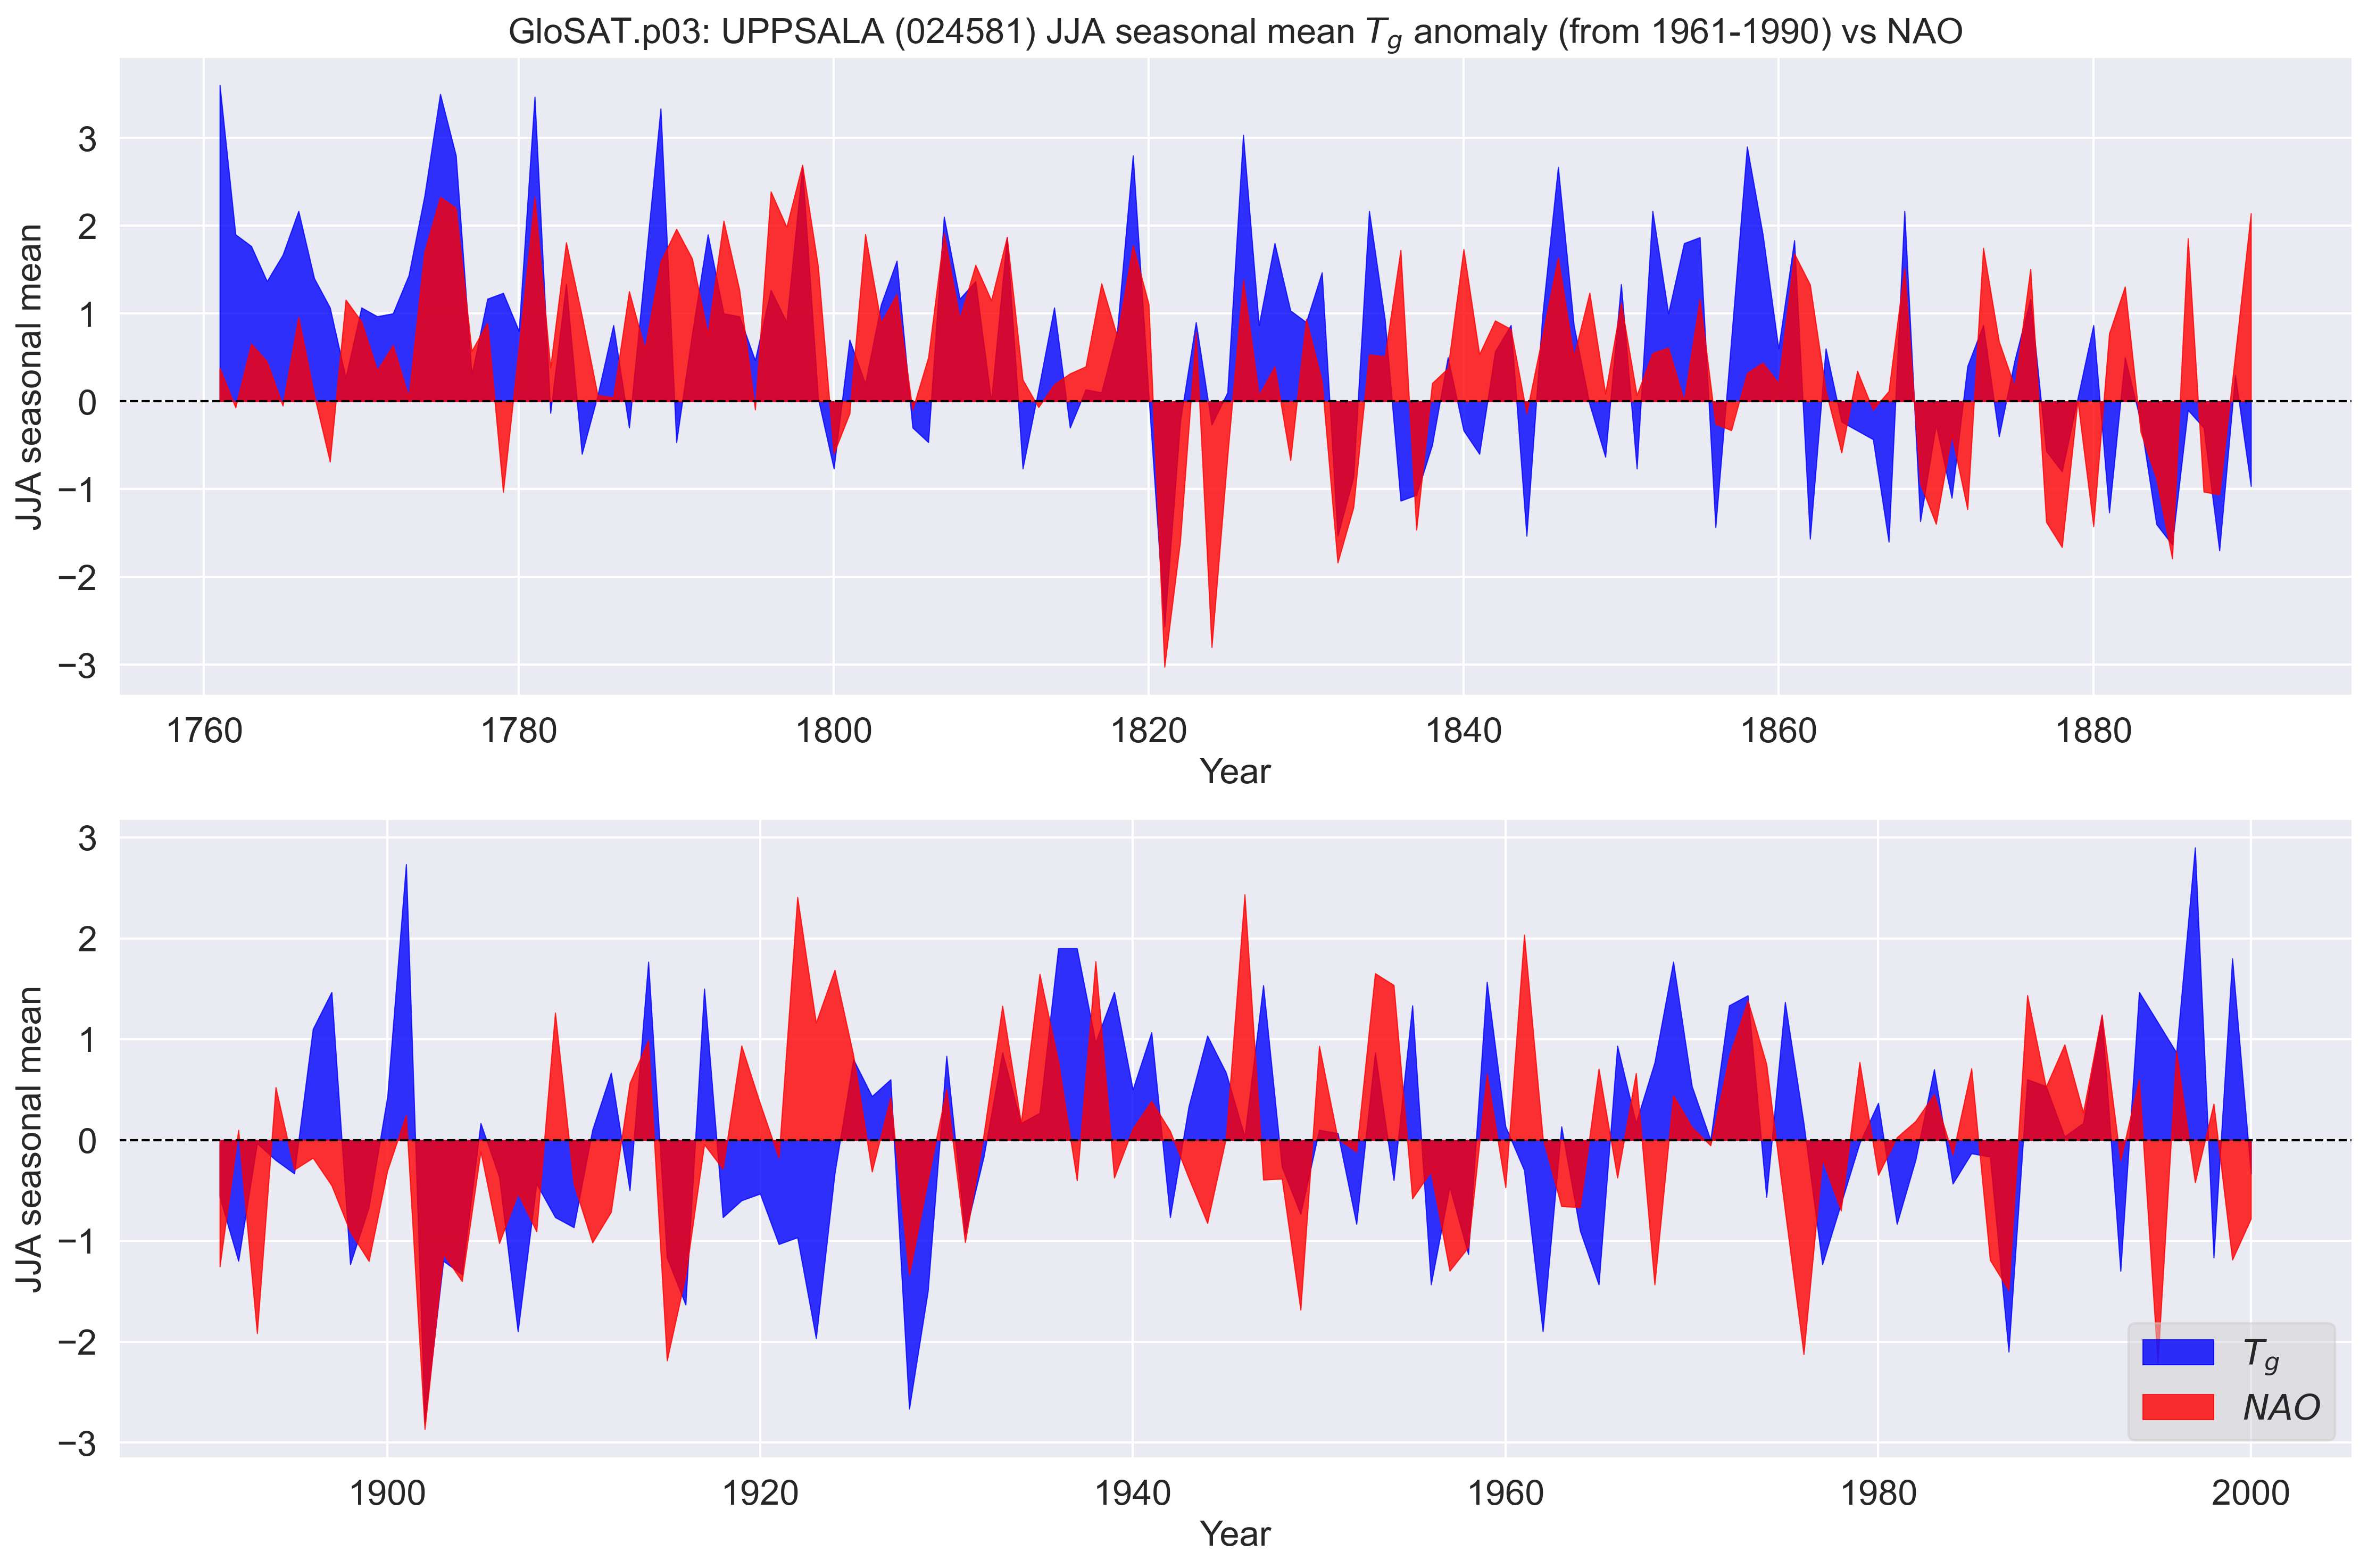 GloSAT.p03: UPPSALA (024581) JJA seasonal mean Tg anomaly (from 1961-1990) vs NAO
JJA seasonal mean
3
2
1
0
−1
−2
−3
1760 1780 1800 1820 1840 1860 1880
Year
JJA seasonal mean
3
2
1
0
−1
−2
−3
Tg
NAO
1900 1920 1940 1960 1980 2000
Year